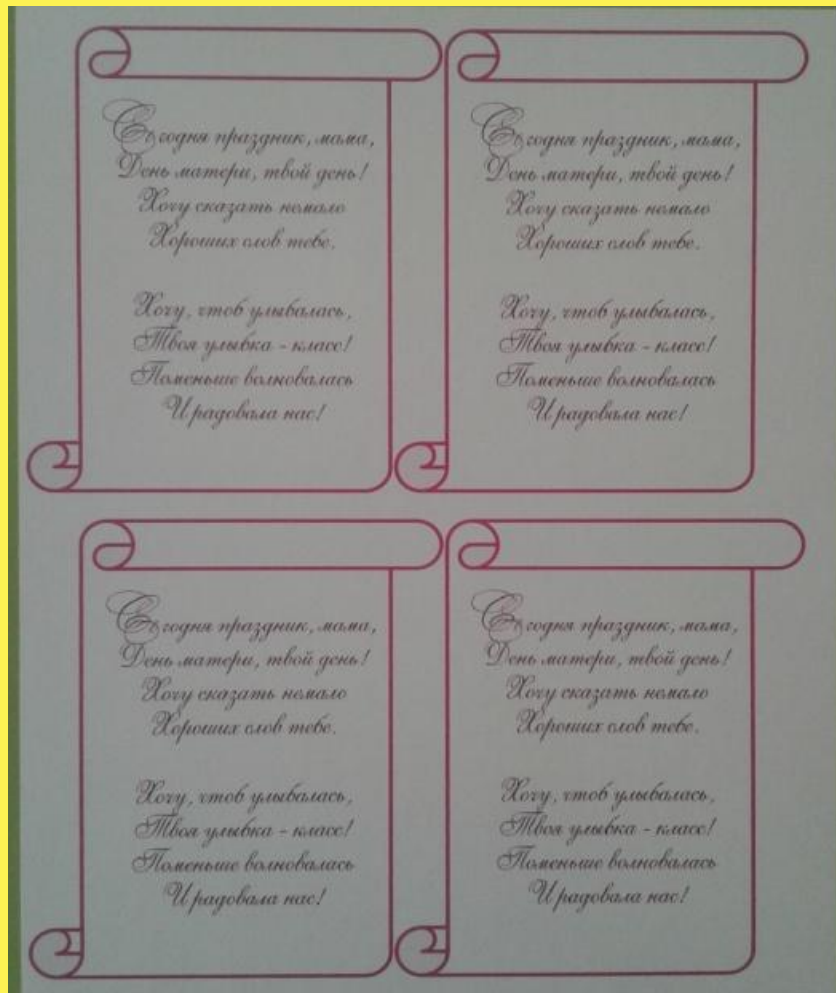 Сегодня праздник, мама,
День матери, твой день!
Хочу сказать немало
Хороших слов тебе.
Хочу, чтоб улыбалась,
Твоя улыбка - класс!
Поменьше волновалась
И радовала нас!
Сегодня праздник, мама,
День матери, твой день!
Хочу сказать немало
Хороших слов тебе.
Хочу, чтоб улыбалась,
Твоя улыбка - класс!
Поменьше волновалась
И радовала нас!
Сегодня праздник, мама,
День матери, твой день!
Хочу сказать немало
Хороших слов тебе.
Хочу, чтоб улыбалась,
Твоя улыбка - класс!
Поменьше волновалась
И радовала нас!
Сегодня праздник, мама,
День матери, твой день!
Хочу сказать немало
Хороших слов тебе.
Хочу, чтоб улыбалась,
Твоя улыбка - класс!
Поменьше волновалась
И радовала нас!